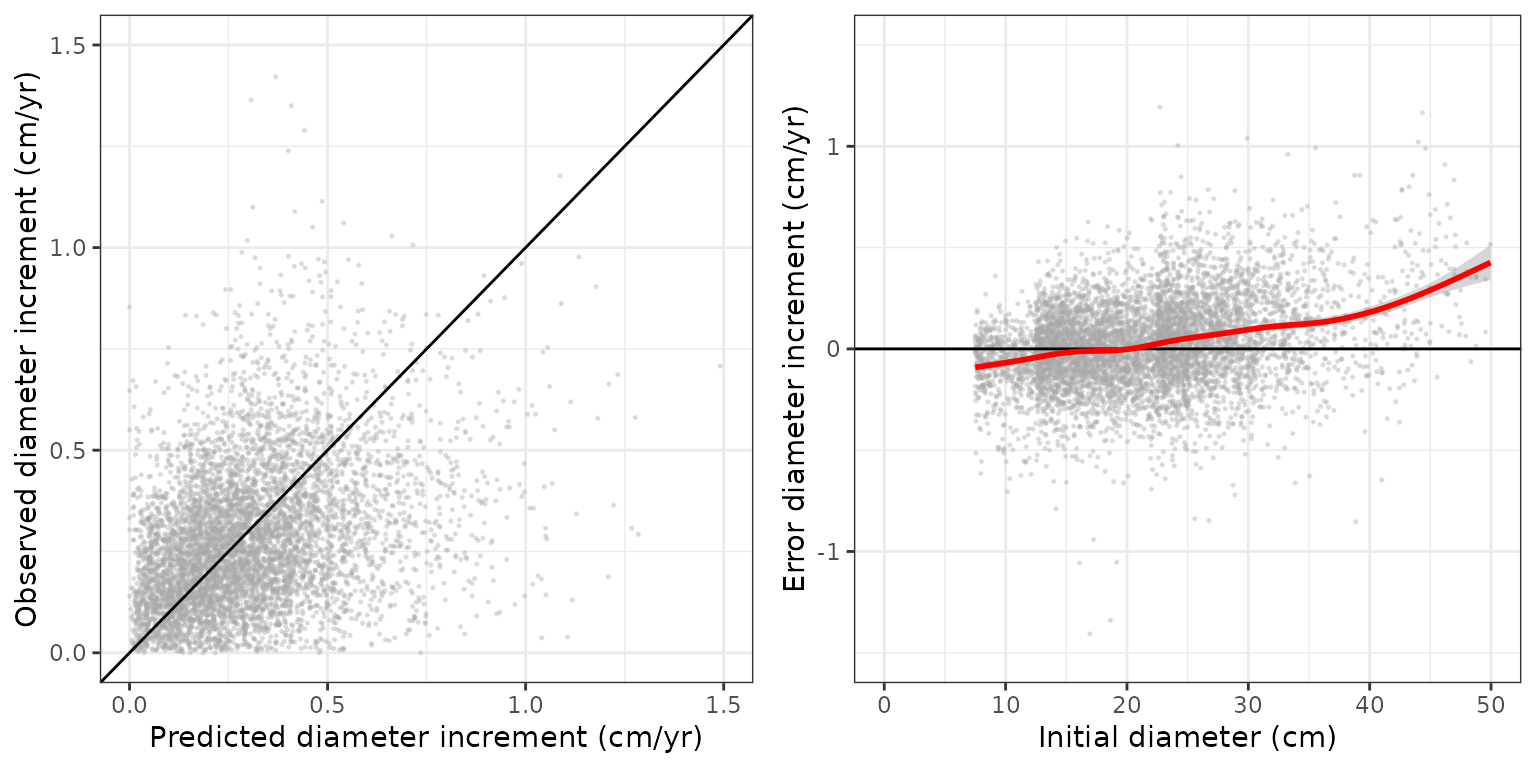 Observed diameter increment (cm/yr)
1.5
1.0
0.5
0.0
0.0 0.5 1.0 1.5
Predicted diameter increment (cm/yr)
Error diameter increment (cm/yr)
1
0
-1
0 10 20 30 40 50
Initial diameter (cm)